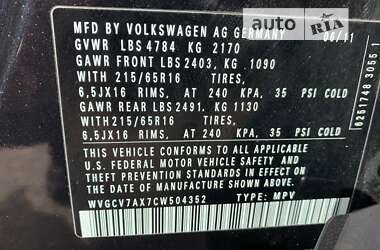 AUTO RIA
MFD BY VOLKSWAGEN AG GERMANY 06/11
GVWR LBS 4784 KG 2170
GAWR FRONT LBS 2403, KG 1090
WITH 215/65R16 TIRES,
6,5JX16 RIMS, AT 240 KPA, 35 PSI COLD
GAWR REAR LBS 2491, KG 1130
WITH 215/65R16 TIRES,
6,5JX16 RIMS, AT 240 KPA, 35 PSI COLD
THIS VEHICLE CONFORMS TO ALL APPLICABLE
U.S. FEDERAL MOTOR VEHICLE SAFETY AND
THEFT PREVENTION STANDARDS IN EFFECT ON
THE DATE OF MANUFACTURE SHOWN ABOVE.
WVGCV7AX7CW504352 TYPE: MPV
6251748 3055 1